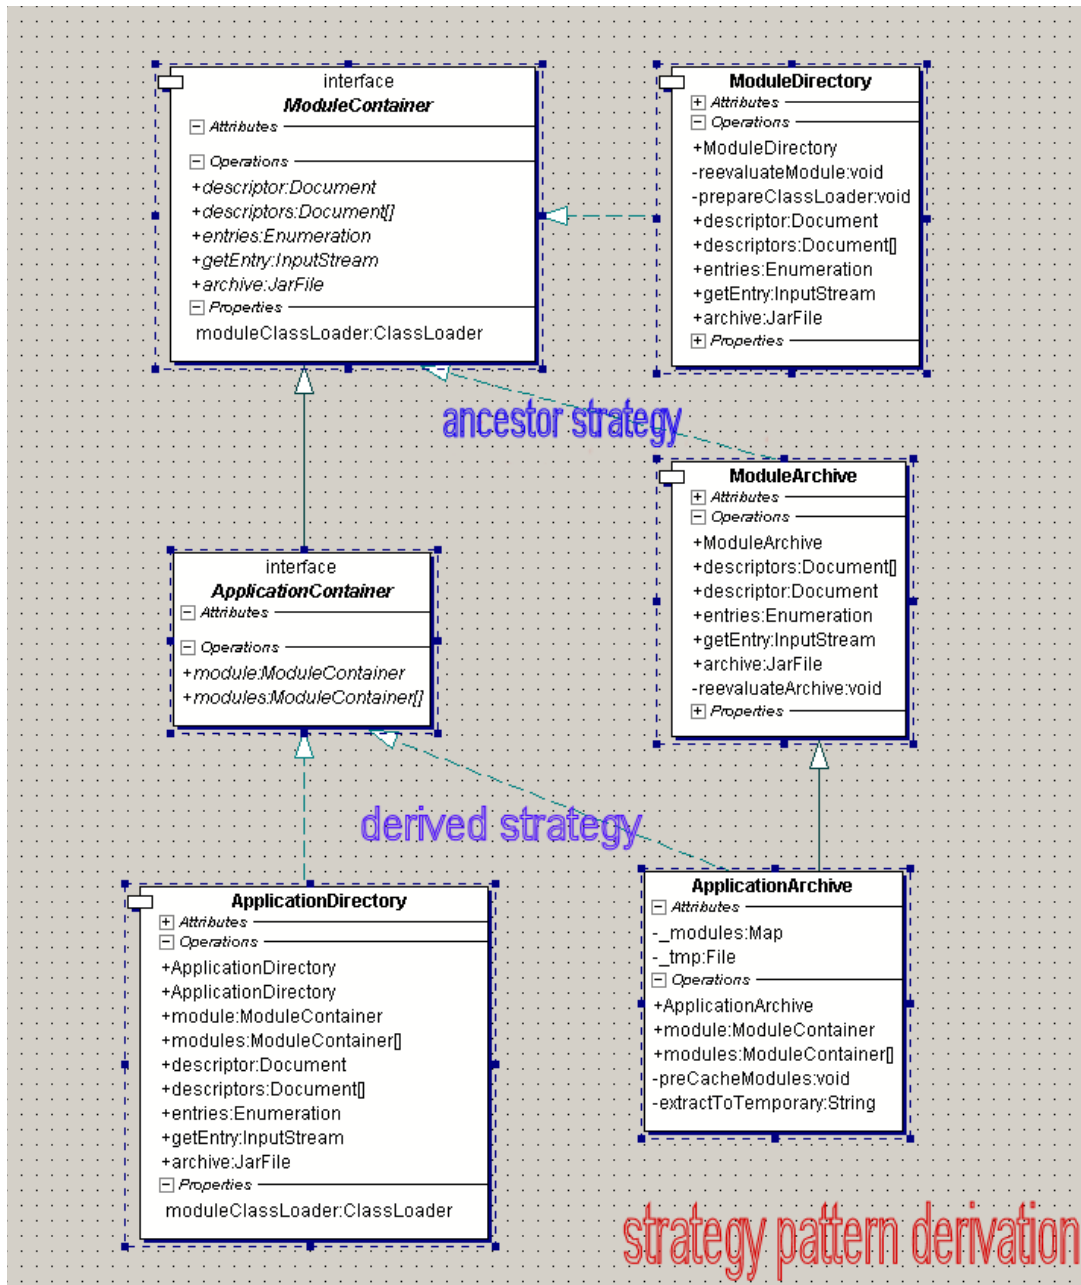 interface
ModuleContainer
Attributes
Operations
+descriptor:Document
+descriptors:Document[]
+entries:Enumeration
+getEntry:InputStream
+archive:JarFile
Properties
moduleClassLoader:ClassLoader
ModuleDirectory
Attributes
Operations
+ModuleDirectory
-reevaluateModule:void
-prepareClassLoader:void
+descriptor:Document
+descriptors:Document[]
+entries:Enumeration
+getEntry:InputStream
+archive:JarFile
Properties
ancestor strategy
ModuleArchive
Attributes
Operations
+ModuleArchive
+descriptors:Document[]
+descriptor:Document
+entries:Enumeration
+getEntry:InputStream
+archive:JarFile
-reevaluateArchive:void
Properties
interface
ApplicationContainer
Attributes
Operations
+module:ModuleContainer
+modules:ModuleContainer[]
derived strategy
ApplicationDirectory
Attributes
Operations
+ApplicationDirectory
+ApplicationDirectory
+module:ModuleContainer
+modules:ModuleContainer[]
+descriptor:Document
+descriptors:Document[]
+entries:Enumeration
+getEntry:InputStream
+archive:JarFile
Properties
moduleClassLoader:ClassLoader
ApplicationArchive
Attributes
-_modules:Map
-_tmp:File
Operations
+ApplicationArchive
+module:ModuleContainer
+modules:ModuleContainer[]
-preCacheModules:void
-extractToTemporary:String
strategy pattern derivation